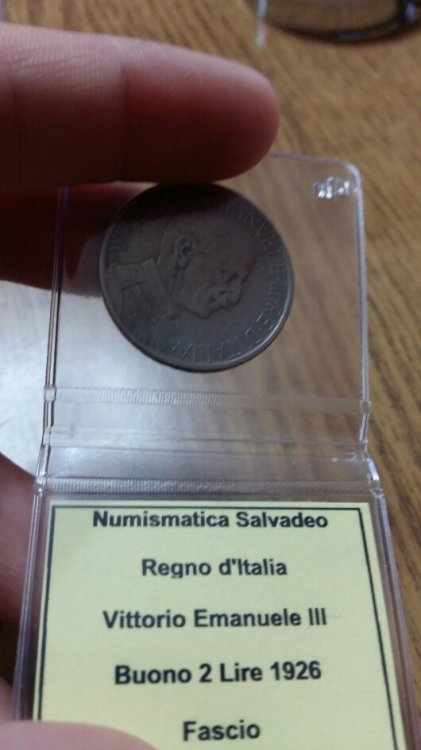 Numismatica Salvadeo
Regno d'Italia
Vittorio Emanuele III
Buono 2 Lire 1926
Fascio